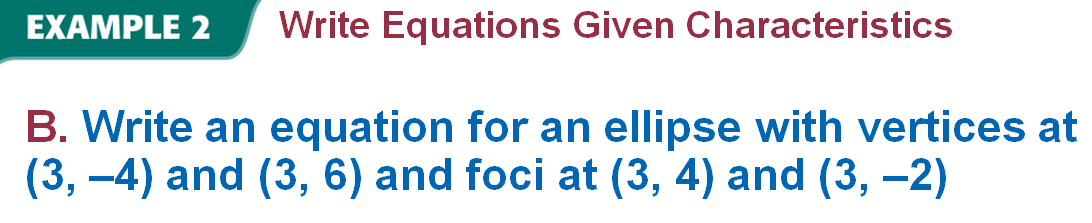 EXAMPLE 2 Write Equations Given Characteristics
B. Write an equation for an ellipse with vertices at
(3, –4) and (3, 6) and foci at (3, 4) and (3, –2)